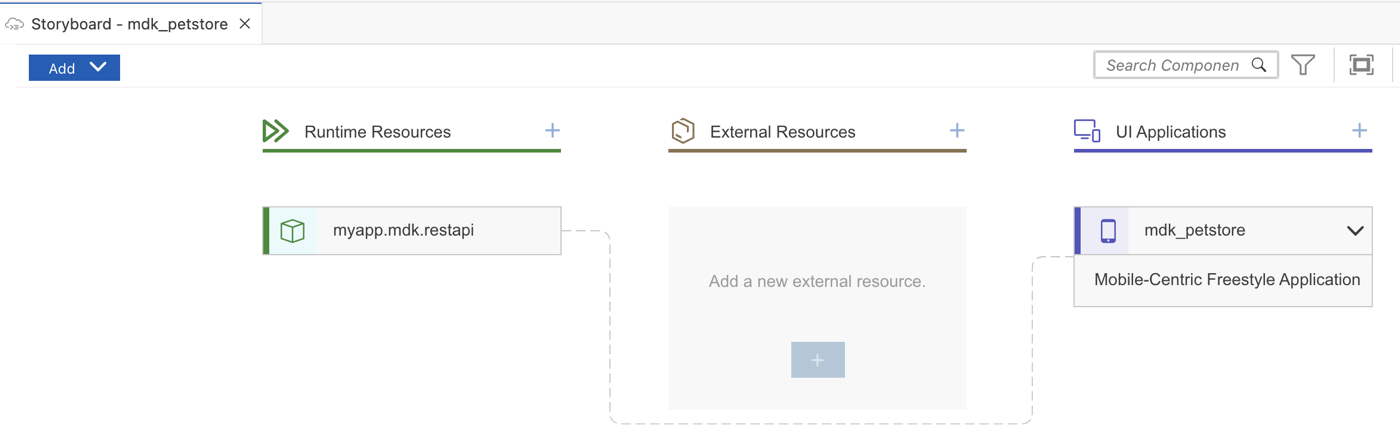 Storyboard - mdk_petstore
Add
Search Componen
Runtime Resources
External Resources
UI Applications
myapp.mdk.restapi
Add a new external resource.
mdk_petstore
Mobile-Centric Freestyle Application